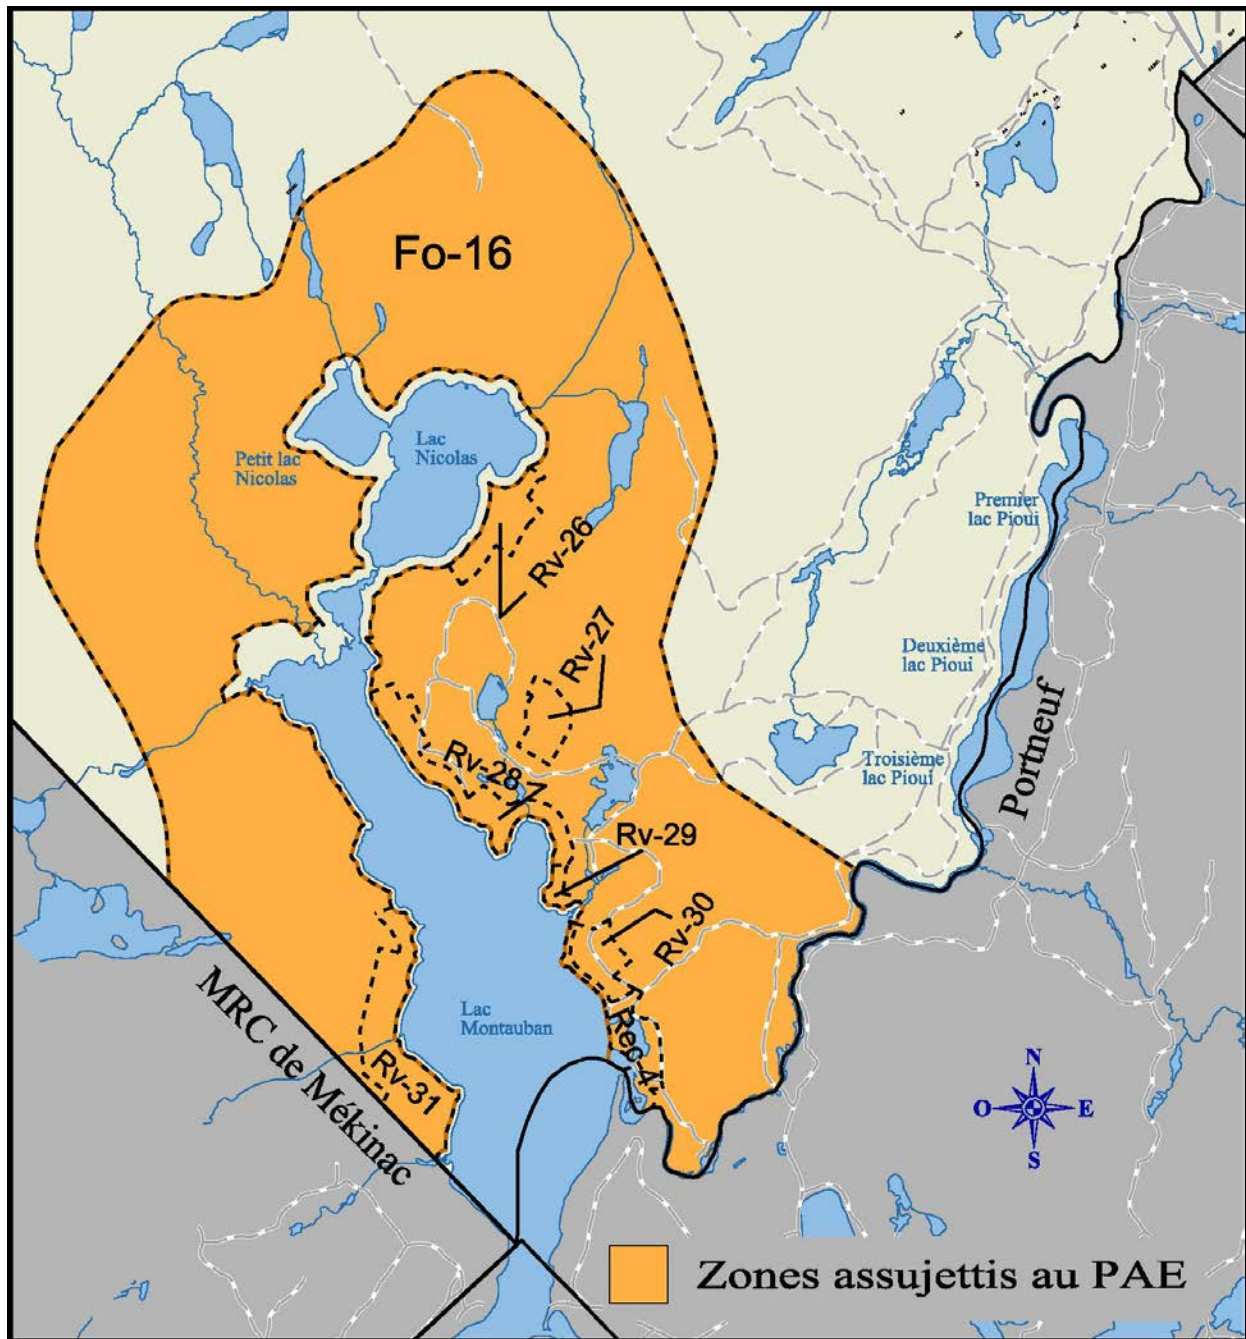 Fo-16
Lac
Nicolas
Petit lac
Nicolas
Premier
lac Pioui
Rv-26
Rv-27
Deuxième
lac Pioui
Portneuf
Troisième
lac Pioui
Rv-28
Rv-29
Rv-30
Lac
Montauban
Rec-4
MRC de Mékinac
Rv-31
N
O
E
S
Zones assujettis au PAE